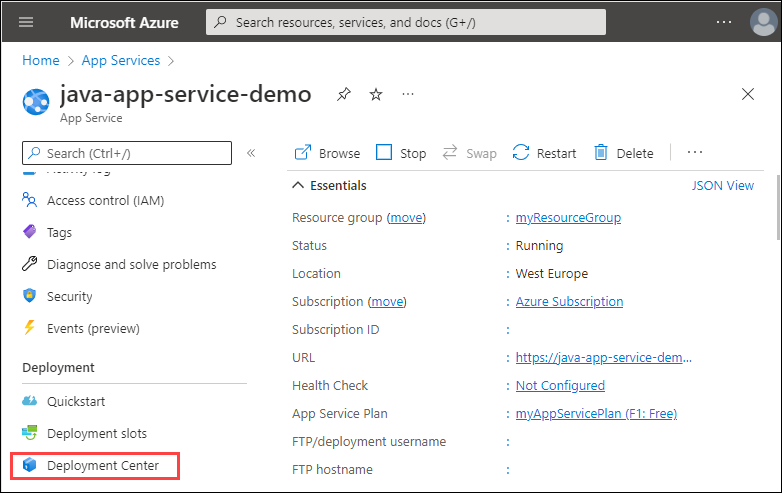 Microsoft Azure
Search resources, services, and docs (G+/)
...
Home > App Services >
java-app-service-demo
...
App Service
Search (Ctrl+/)
«
Browse
Stop
Swap
Restart
Delete
...
Activity log
Access control (IAM)
Tags
Diagnose and solve problems
Security
Events (preview)
Deployment
Quickstart
Deployment slots
Deployment Center
Essentials
JSON View
Resource group (move) : myResourceGroup
Status : Running
Location : West Europe
Subscription (move) : Azure Subscription
Subscription ID :
URL : https://java-app-service-dem...
Health Check : Not Configured
App Service Plan : myAppServicePlan (F1: Free)
FTP/deployment username :
FTP hostname :